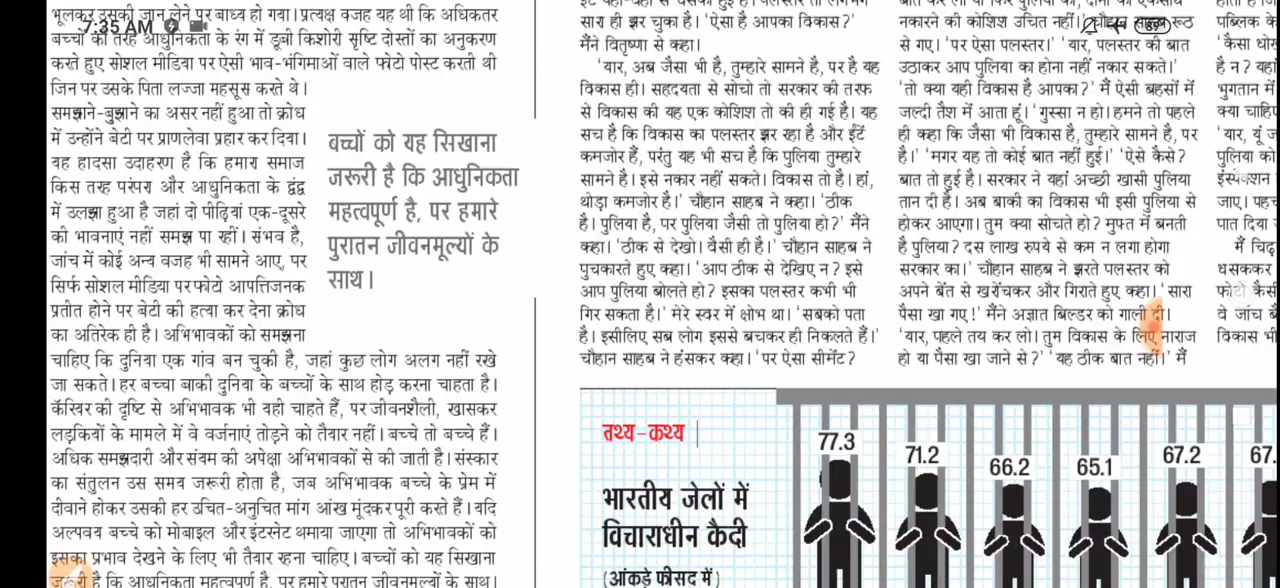 भूलकर उसकी जान लेने पर बाध्य हो गया। प्रत्यक्ष वजह यह थी कि अधिकतर
7:35 AM
बच्चों की तरह आधुनिकता के रंग में डूबी किशोरी सृष्टि दोस्तों का अनुकरण
करते हुए सोशल मीडिया पर ऐसी भाव-भंगिमाओं वाले फोटो पोस्ट करती थी
जिन पर उसके पिता लज्जा महसूस करते थे।
समझाने-बुझाने का असर नहीं हुआ तो क्रोध
में उन्होंने बेटी पर प्राणलेवा प्रहार कर दिया।
यह हादसा उदाहरण है कि हमारा समाज
किस तरह परंपरा और आधुनिकता के द्वंद्व
में उलझा हुआ है जहां दो पीढ़ियां एक-दूसरे
की भावनाएं नहीं समझ पा रहीं। संभव है,
जांच में कोई अन्य वजह भी सामने आए, पर
सिर्फ सोशल मीडिया पर फोटो आपत्तिजनक
प्रतीत होने पर बेटी की हत्या कर देना क्रोध
का अतिरेक ही है। अभिभावकों को समझना
चाहिए कि दुनिया एक गांव बन चुकी है, जहां कुछ लोग अलग नहीं रखे
जा सकते। हर बच्चा बाकी दुनिया के बच्चों के साथ होड़ करना चाहता है।
कॅरियर की दृष्टि से अभिभावक भी यही चाहते हैं, पर जीवनशैली, खासकर
लड़कियों के मामले में वे वर्जनाएं तोड़ने को तैयार नहीं। बच्चे तो बच्चे हैं।
अधिक समझदारी और संयम की अपेक्षा अभिभावकों से की जाती है। संस्कार
का संतुलन उस समय जरूरी होता है, जब अभिभावक बच्चे के प्रेम में
दीवाने होकर उसकी हर उचित-अनुचित मांग आंख मूंदकर पूरी करते हैं। यदि
अल्पवय बच्चे को मोबाइल और इंटरनेट थमाया जाएगा तो अभिभावकों को
इसका प्रभाव देखने के लिए भी तैयार रहना चाहिए। बच्चों को यह सिखाना
जरूरी है कि आधुनिकता महत्वपूर्ण है, पर हमारे पुरातन जीवनमूल्यों के साथ।
बच्चों को यह सिखाना
जरूरी है कि आधुनिकता
महत्वपूर्ण है, पर हमारे
पुरातन जीवनमूल्यों के
साथ।
सारा ही झर चुका है। 'ऐसा है आपका विकास?'
मैंने वितृष्णा से कहा।
'यार, अब जैसा भी है, तुम्हारे सामने है, पर है यह
विकास ही। सहृदयता से सोचो तो सरकार की तरफ
से विकास की यह एक कोशिश तो की ही गई है। यह
सच है कि विकास का पलस्तर झर रहा है और ईंटें
कमजोर हैं, परंतु यह भी सच है कि पुलिया तुम्हारे
सामने है। इसे नकार नहीं सकते। विकास तो है। हां,
थोड़ा कमजोर है।' चौहान साहब ने कहा। 'ठीक
है। पुलिया है, पर पुलिया जैसी तो पुलिया हो?' मैंने
कहा। 'ठीक से देखो। वैसी ही है।' चौहान साहब ने
पुचकारते हुए कहा। 'आप ठीक से देखिए न? इसे
आप पुलिया बोलते हो? इसका पलस्तर कभी भी
गिर सकता है।' मेरे स्वर में क्षोभ था। 'सबको पता
है। इसीलिए सब लोग इससे बचकर ही निकलते हैं।'
चौहान साहब ने हंसकर कहा। 'पर ऐसा सीमेंट?
नकारने की कोशिश उचित नहीं।' चौहान साहब रूठ
से गए। 'पर ऐसा पलस्तर।' 'यार, पलस्तर की बात
उठाकर आप पुलिया का होना नहीं नकार सकते।'
'तो क्या यही विकास है आपका?' मैं ऐसी बहसों में
जल्दी तैश में आता हूं। 'गुस्सा न हो। हमने तो पहले
ही कहा कि जैसा भी विकास है, तुम्हारे सामने है, पर
है।' 'मगर यह तो कोई बात नहीं हुई।' 'ऐसे कैसे?
बात तो हुई है। सरकार ने यहां अच्छी खासी पुलिया
तान दी है। अब बाकी का विकास भी इसी पुलिया से
होकर आएगा। तुम क्या सोचते हो? मुफ्त में बनती
है पुलिया? दस लाख रुपये से कम न लगा होगा
सरकार का।' चौहान साहब ने झरते पलस्तर को
अपने बेंत से खरोंचकर और गिराते हुए कहा। 'सारा
पैसा खा गए!' मैंने अज्ञात बिल्डर को गाली दी।
'यार, पहले तय कर लो। तुम विकास के लिए नाराज
हो या पैसा खा जाने से?' 'यह ठीक बात नहीं।' मैं
पब्लिक के
'कैसा
है न? यहां
भुगतान में
क्या
'यार, यूं
पुलिया को
जाए।
पात दिया
मैं
धसककर
फोटो कैसी
वे जांच
विकास भी
तथ्य-कथ्य
भारतीय जेलों में
विचाराधीन कैदी
(आंकड़े फीसद में)
77.3
71.2
66.2
65.1
67.2
67.